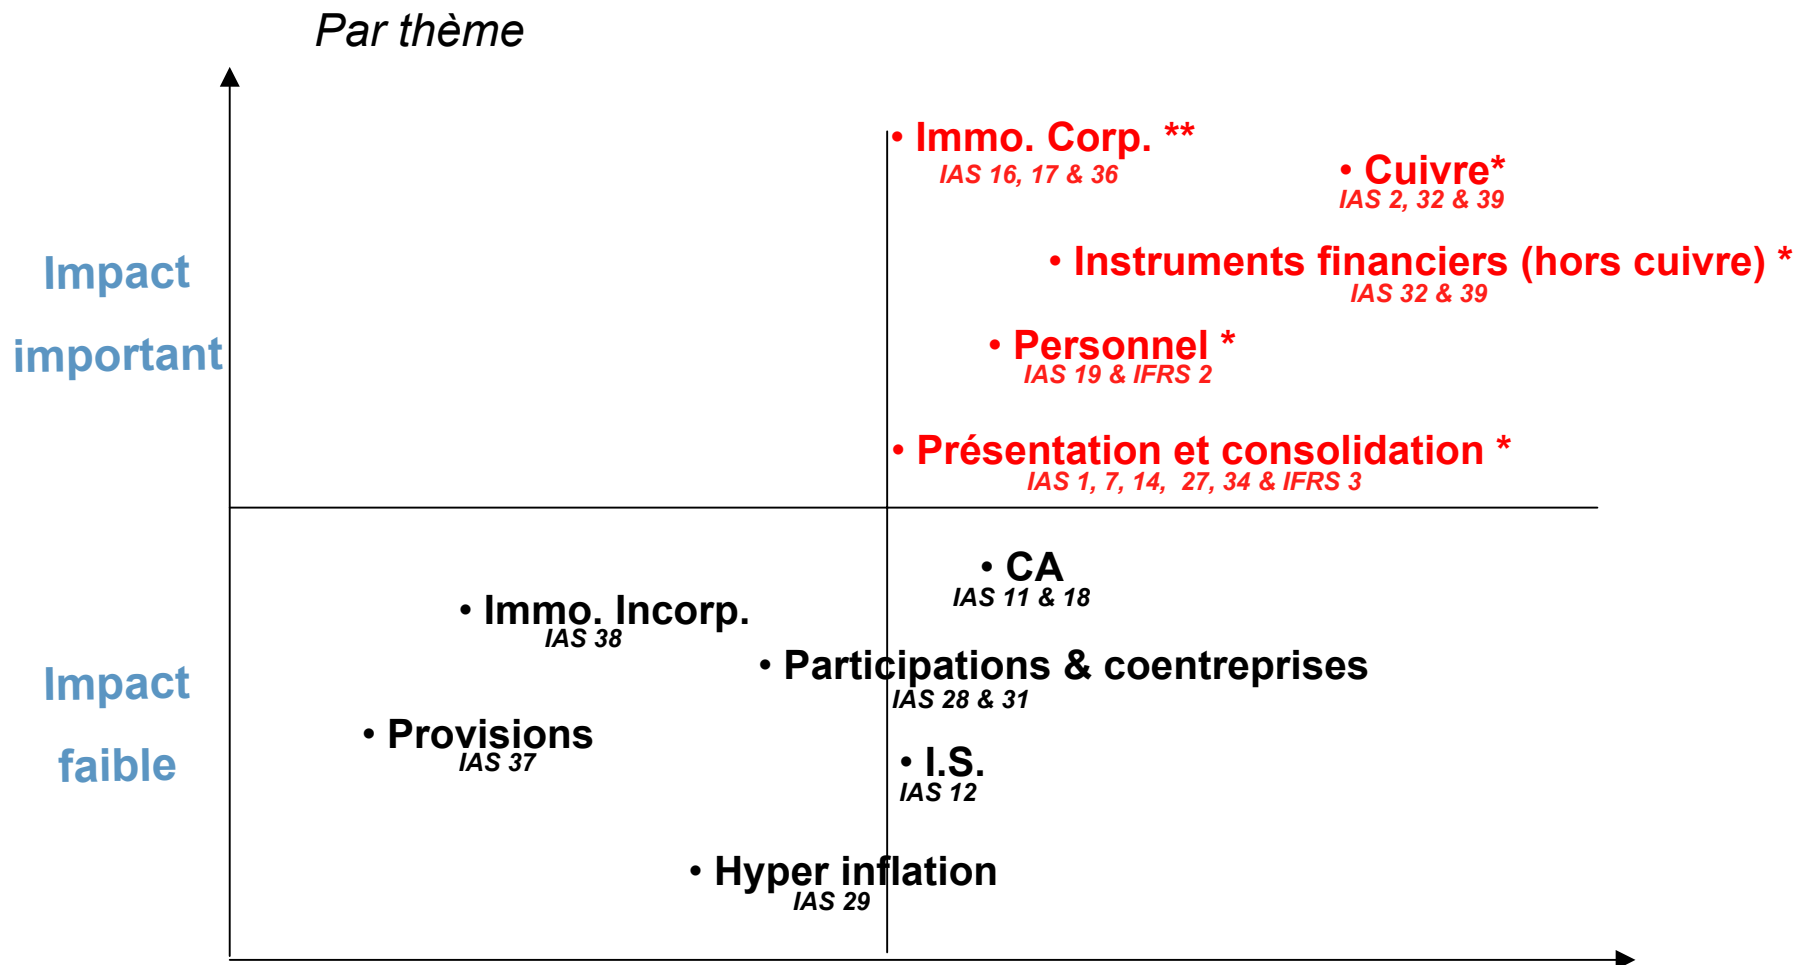 Par thème
• Immo. Corp. **
IAS 16, 17 & 36
• Cuivre*
IAS 2, 32 & 39
Impact
important
• Instruments financiers (hors cuivre) *
IAS 32 & 39
• Personnel *
IAS 19 & IFRS 2
• Présentation et consolidation *
IAS 1, 7, 14, 27, 34 & IFRS 3
• CA
IAS 11 & 18
• Immo. Incorp.
IAS 38
Impact
faible
• Participations & coentreprises
IAS 28 & 31
• Provisions
IAS 37
• I.S.
IAS 12
• Hyper inflation
IAS 29